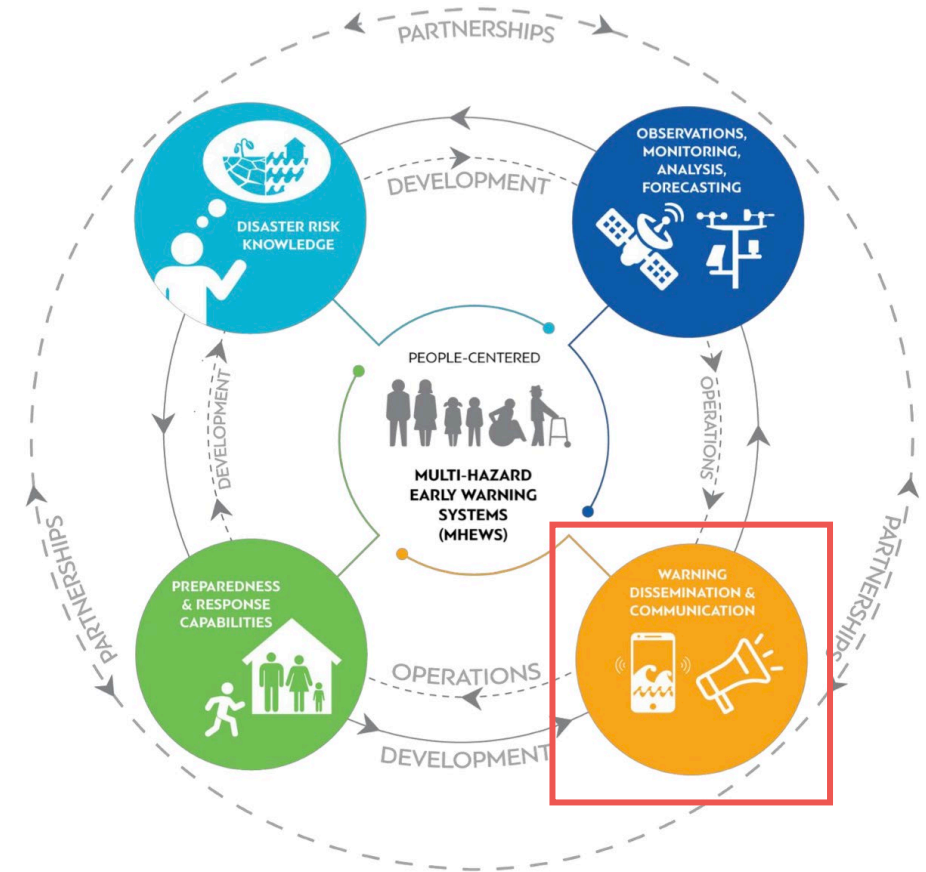 PARTNERSHIPS
DISASTER RISK
KNOWLEDGE
DEVELOPMENT
OBSERVATIONS,
MONITORING,
ANALYSIS,
FORECASTING
DEVELOPMENT
PEOPLE-CENTERED
MULTI-HAZARD
EARLY WARNING
SYSTEMS
(MHEWS)
OPERATIONS
PARTNERSHIPS
PREPAREDNESS
& RESPONSE
CAPABILITIES
OPERATIONS
DEVELOPMENT
WARNING
DISSEMINATION &
COMMUNICATION
PARTNERSHIPS